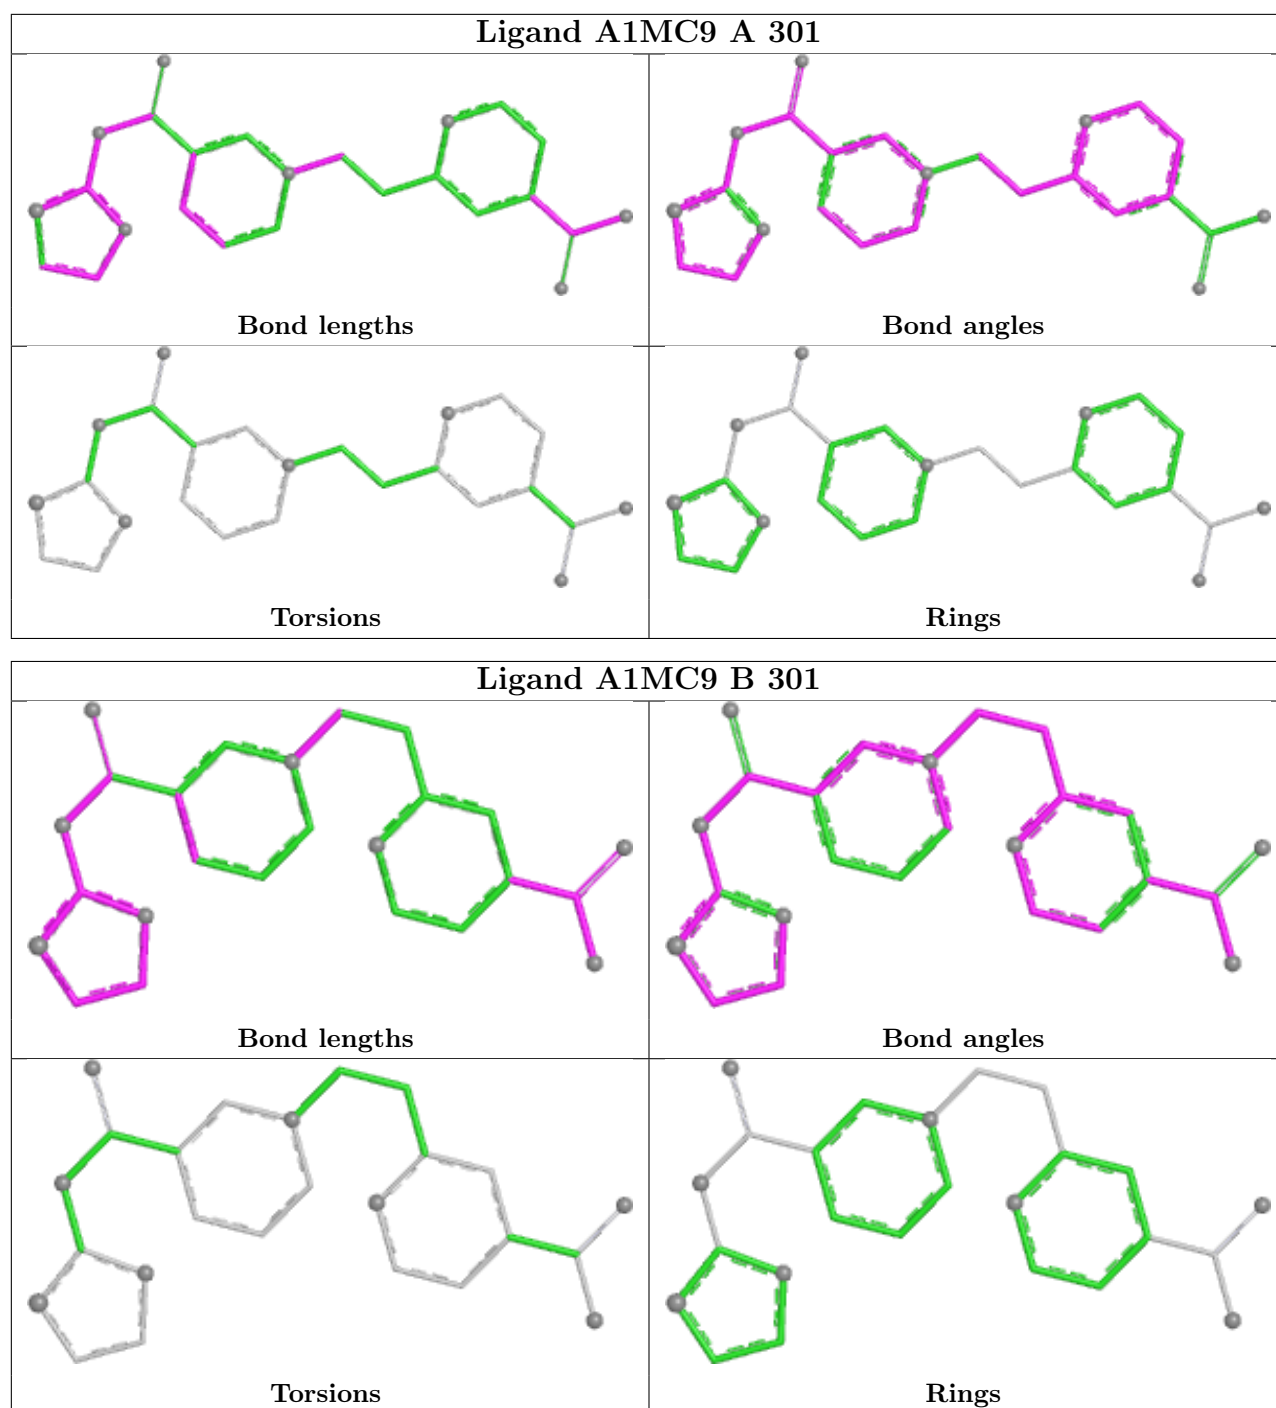 Ligand A1MC9 A 301
Bond lengths
Bond angles
Torsions
Rings
Ligand A1MC9 B 301
Bond lengths
Bond angles
Torsions
Rings